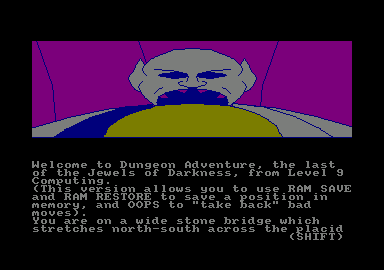 Welcome to Dungeon Adventure, the last
of the Jewels of Darkness, from Level 9
Computing.
(This version allows you to use RAM SAVE
and RAM RESTORE to save a position in
memory, and OOPS to "take back" bad
moves).
You are on a wide stone bridge which
stretches north-south across the placid
(SHIFT)